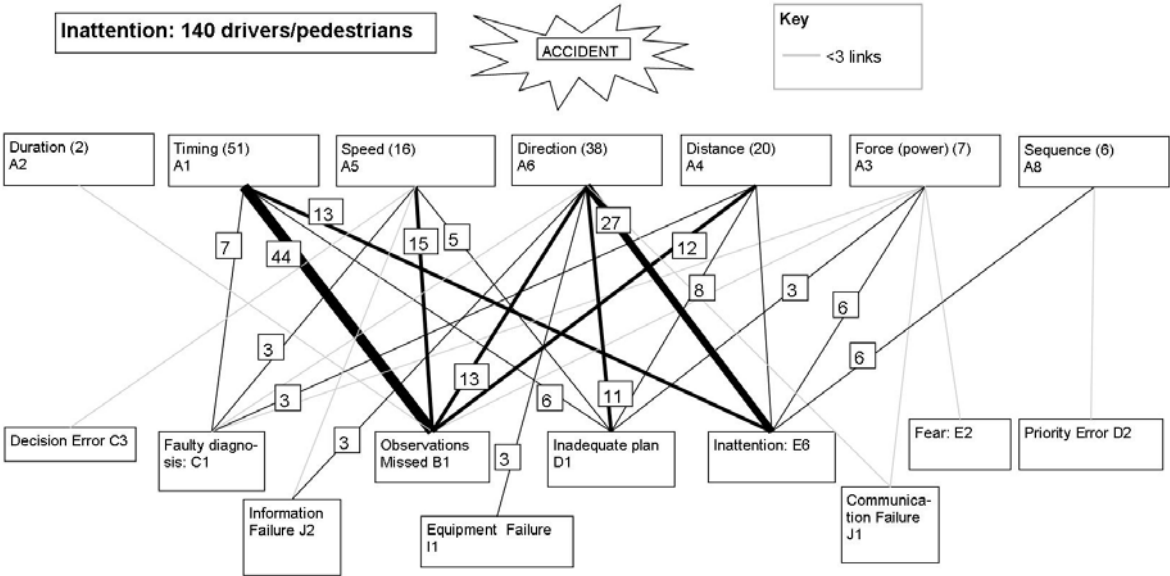 Inattention: 140 drivers/pedestrians
ACCIDENT
Key
<3 links
Duration (2)
A2
Timing (51)
A1
Speed (16)
A5
Direction (38)
A6
Distance (20)
A4
Force (power) (7)
A3
Sequence (6)
A8
13
27
7
44
15
5
12
8
3
6
3
6
13
3
6
11
3
3
Decision Error C3
Faulty diagno-
sis: C1
Observations
Missed B1
Inadequate plan
D1
Inattention: E6
Fear: E2
Priority Error D2
Information
Failure J2
Equipment Failure
I1
Communica-
tion Failure
J1